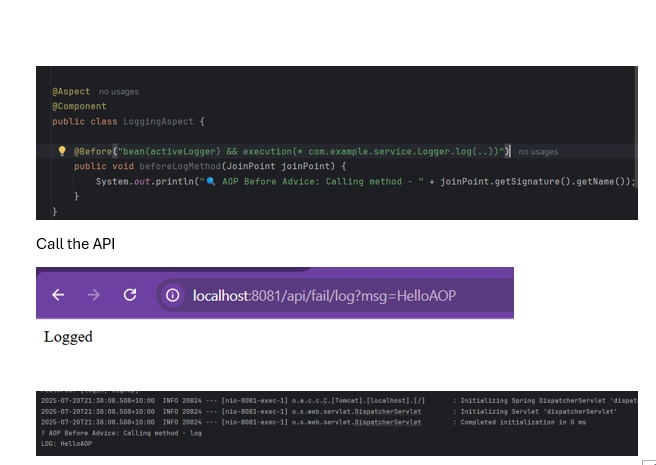 @Aspect no usages
@Component
public class LoggingAspect {
@Before("bean(activeLogger) && execution(* com.example.service.Logger.log(..))") no usages
public void beforeLogMethod(JoinPoint joinPoint) {
System.out.println("🔍 AOP Before Advice: Calling method - " + joinPoint.getSignature().getName());
}
}
Call the API
localhost:8081/api/fail/log?msg=HelloAOP
Logged
2025-07-20T21:38:08.508+10:00 INFO 20824 --- [nio-8081-exec-1] o.a.c.c.C.[Tomcat].[localhost].[/] : Initializing Spring DispatcherServlet 'dispat
2025-07-20T21:38:08.508+10:00 INFO 20824 --- [nio-8081-exec-1] o.s.web.servlet.DispatcherServlet : Initializing Servlet 'dispatcherServlet'
2025-07-20T21:38:08.508+10:00 INFO 20824 --- [nio-8081-exec-1] o.s.web.servlet.DispatcherServlet : Completed initialization in 0 ms
? AOP Before Advice: Calling method - log
LOG: HelloAOP